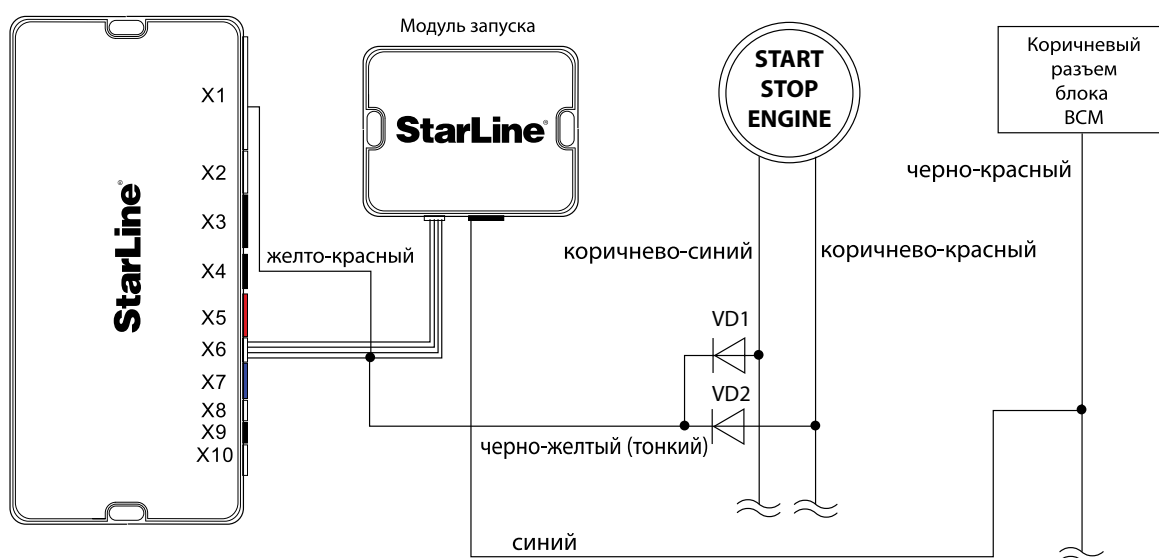 Модуль запуска
StarLine®
START
STOP
ENGINE
Коричневый
разъем
блока
BCM
X1
X2
X3
X4
X5
X6
X7
X8
X9
X10
StarLine®
черно-красный
желто-красный
коричнево-синий
коричнево-красный
VD1
VD2
черно-желтый (тонкий)
синий